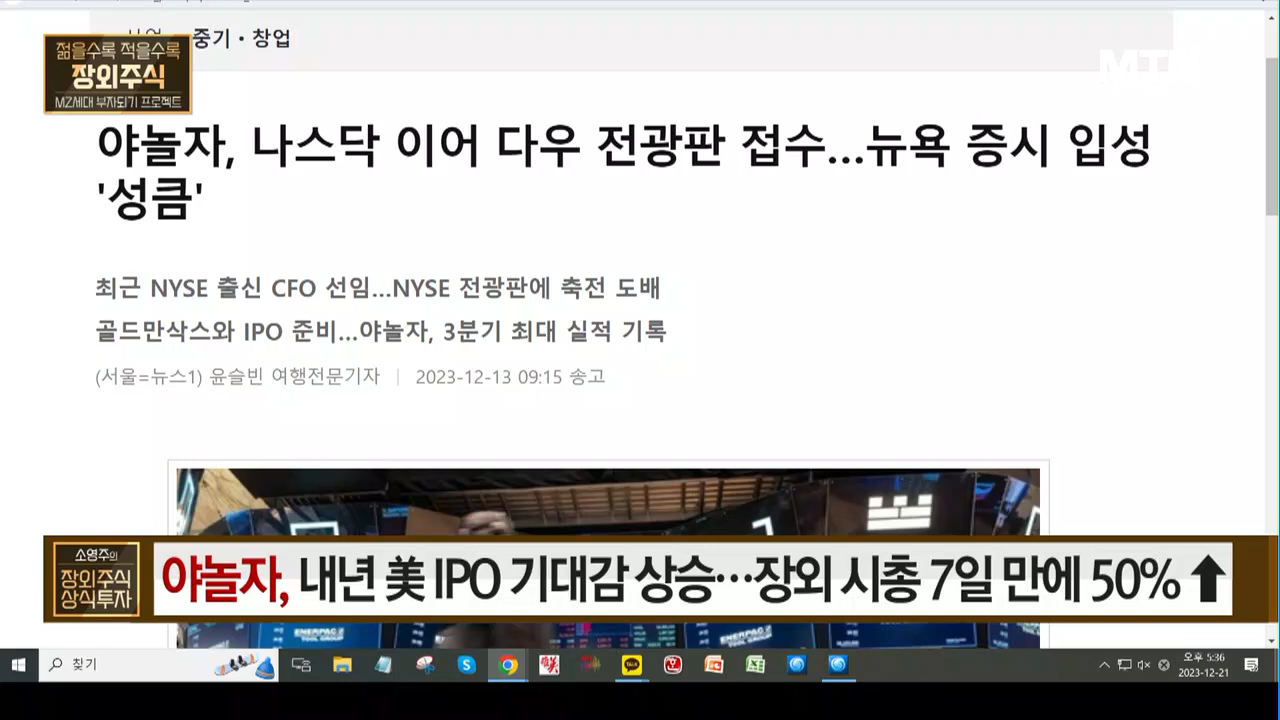 중기・창업
젊을수록 적을수록
장외주식
MZ세대 부자되기 프로젝트
야놀자, 나스닥 이어 다우 전광판 접수...뉴욕 증시 입성
'성큼'
최근 NYSE 출신 CFO 선임...NYSE 전광판에 축전 도배
골드만삭스와 IPO 준비...야놀자, 3분기 최대 실적 기록
(서울=뉴스1) 윤슬빈 여행전문기자 | 2023-12-13 09:15 송고
소영주의
장외주식
상식투자
야놀자, 내년 美 IPO 기대감 상승…장외 시총 7일 만에 50%↑
ENERPAC
TOOL GROUP
ENERPAC
TOOL GROUP
찾기
TALK
오후 5:36
2023-12-21